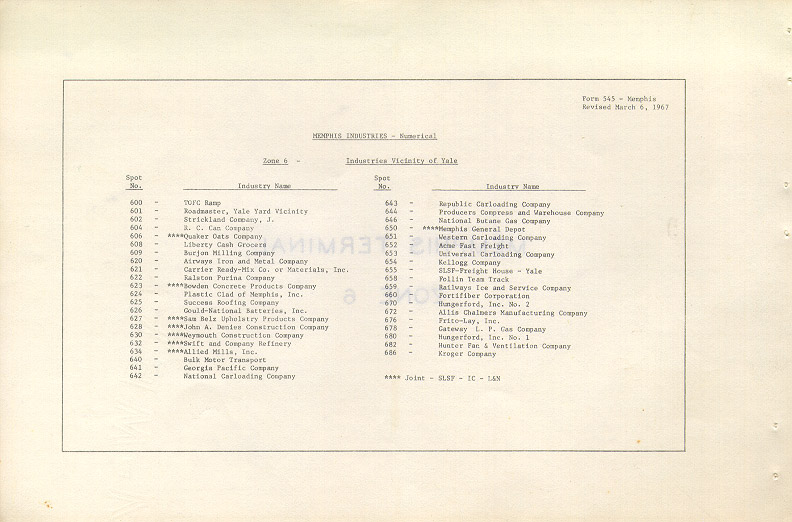 Form 545 - Memphis
Revised March 6, 1967
MEMPHIS INDUSTRIES - Numerical
Zone 6 - Industries Vicinity of Yale
Spot
No. Industry Name
600 - TOFC Ramp
601 - Roadmaster, Yale Yard Vicinity
602 - Strickland Company, J.
604 - R. C. Can Company
606 - ****Quaker Oats Company
608 - Liberty Cash Grocers
609 - Burjon Milling Company
620 - Airways Iron and Metal Company
621 - Carrier Ready-Mix Co. or Materials, Inc.
622 - Ralston Purina Company
623 - ****Bowden Concrete Products Company
624 - Plastic Clad of Memphis, Inc.
625 - Success Roofing Company
626 - Gould-National Batteries, Inc.
627 - ****Sam Belz Upholstry Products Company
628 - ****John A. Denies Construction Company
630 - ****Weymouth Construction Company
632 - ****Swift and Company Refinery
634 - ****Allied Mills, Inc.
640 - Bulk Motor Transport
641 - Georgia Pacific Company
642 - National Carloading Company
Spot
No. Industry Name
643 - Republic Carloading Company
644 - Producers Compress and Warehouse Company
646 - National Butane Gas Company
650 - ****Memphis General Depot
651 - Western Carloading Company
652 - Acme Fast Freight
653 - Universal Carloading Company
654 - Kellogg Company
655 - SLSF-Freight House - Yale
658 - Follin Team Track
659 - Railways Ice and Service Company
660 - Fortifiber Corporation
670 - Hungerford, Inc. No. 2
672 - Allis Chalmers Manufacturing Company
676 - Frito-Lay, Inc.
678 - Gateway L. P. Gas Company
680 - Hungerford, Inc. No. 1
682 - Hunter Fan & Ventilation Company
686 - Kroger Company
**** Joint - SLSF - IC - L&N